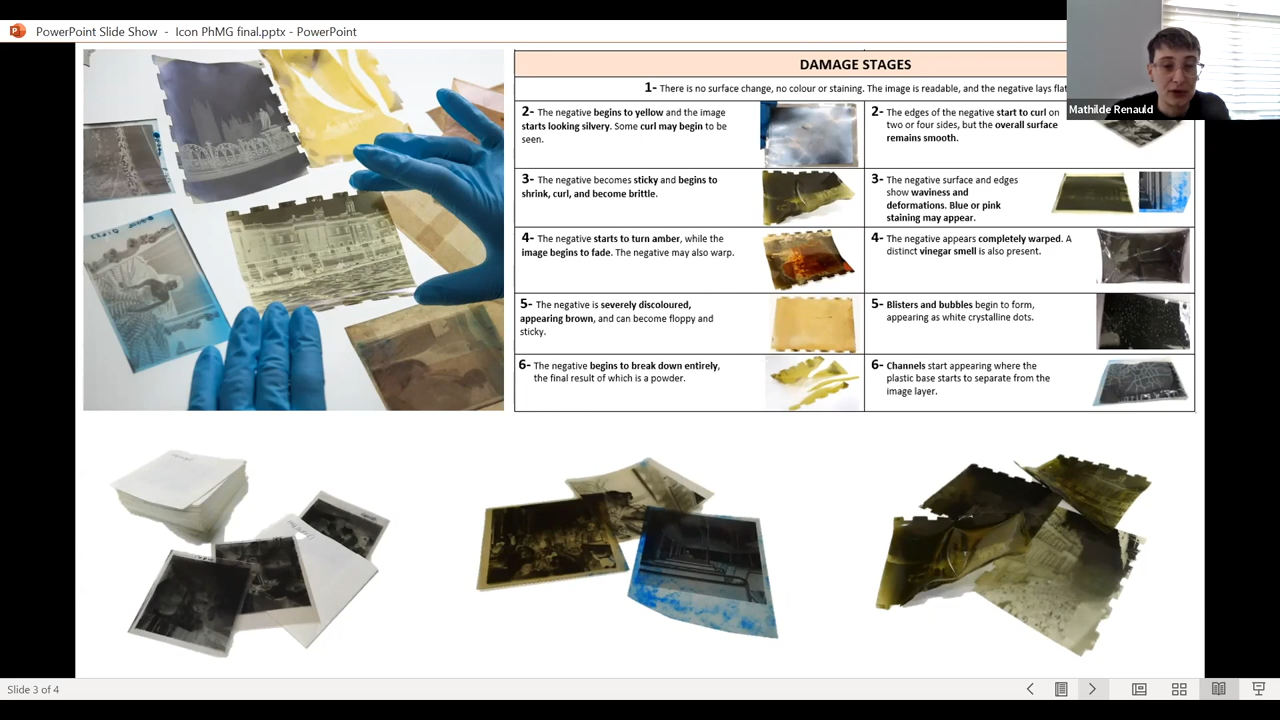 PowerPoint Slide Show - Icon PhMG final.pptx - PowerPoint
DAMAGE STAGES
1- There is no surface change, no colour or staining. The image is readable, and the negative lays flat
2- The negative begins to yellow and the image
starts looking silvery. Some curl may begin to be
seen.
2- The edges of the negative start to curl on
two or four sides, but the overall surface
remains smooth.
3- The negative becomes sticky and begins to
shrink, curl, and become brittle.
3- The negative surface and edges
show waviness and
deformations. Blue or pink
staining may appear.
4- The negative starts to turn amber, while the
image begins to fade. The negative may also warp.
4- The negative appears completely warped. A
distinct vinegar smell is also present.
5- The negative is severely discoloured,
appearing brown, and can become floppy and
sticky.
5- Blisters and bubbles begin to form,
appearing as white crystalline dots.
6- The negative begins to break down entirely,
the final result of which is a powder.
6- Channels start appearing where the
plastic base starts to separate from the
image layer.
Mathilde Renauld
Slide 3 of 4